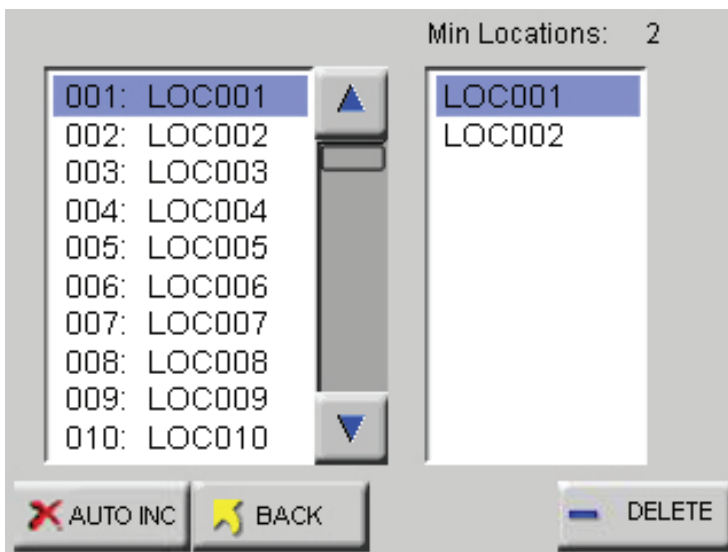 Min Locations: 2
001: LOC001
002: LOC002
003: LOC003
004: LOC004
005: LOC005
006: LOC006
007: LOC007
008: LOC008
009: LOC009
010: LOC010
LOC001
LOC002
AUTO INC
BACK
DELETE